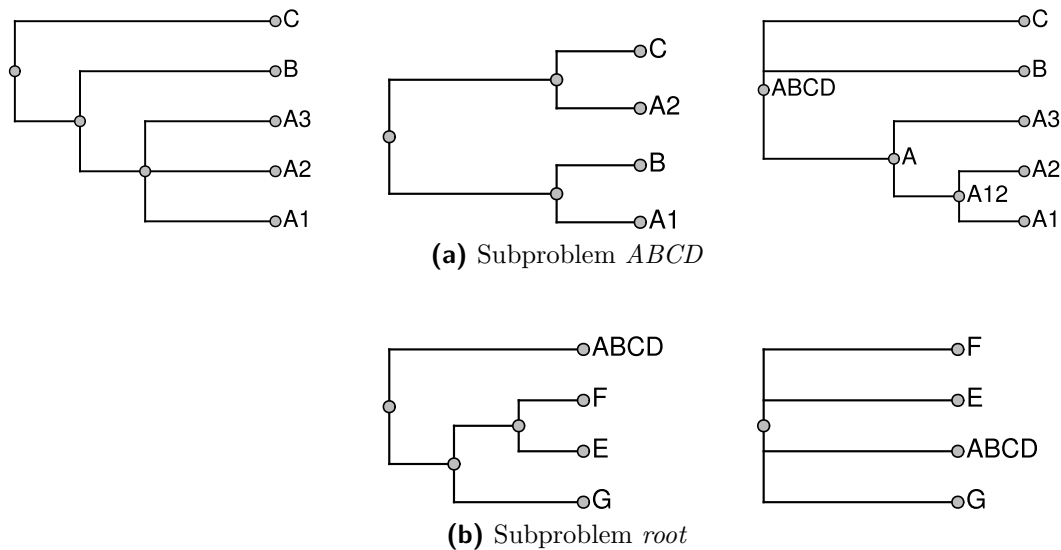 C
B
A3
A2
A1
C
A2
B
A1
C
B
ABCD
A3
A
A2
A12
A1
(a) Subproblem ABCD
ABCD
F
E
G
F
E
ABCD
G
(b) Subproblem root